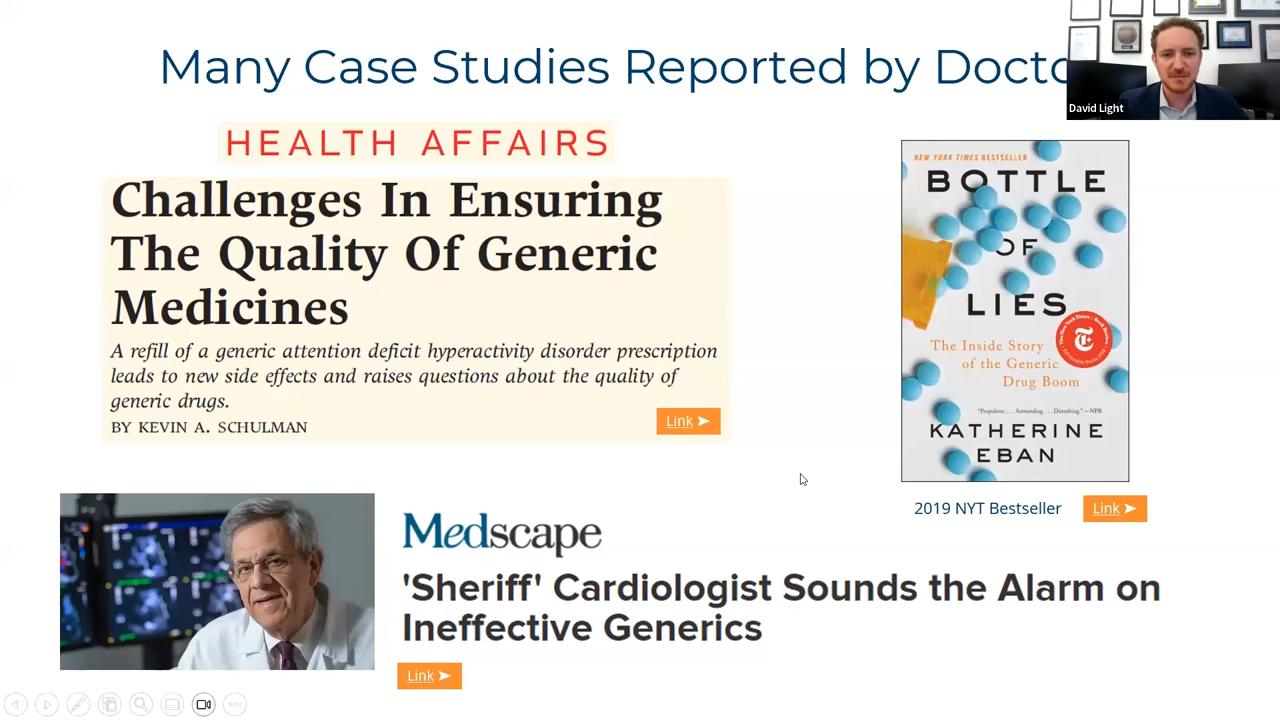 Many Case Studies Reported by Docto
David Light
HEALTH AFFAIRS
Challenges In Ensuring
The Quality Of Generic
Medicines
A refill of a generic attention deficit hyperactivity disorder prescription
leads to new side effects and raises questions about the quality of
generic drugs.
BY KEVIN A. SCHULMAN
Link
NEW YORK TIMES BESTSELLER
BOTTLE
OF
LIES
The Inside Story
of the Generic
Drug Boom
Astounding. . . . Disturbing."—NPR
KATHERINE
EBAN
2019 NYT Bestseller
Link
Medscape
'Sheriff' Cardiologist Sounds the Alarm on
Ineffective Generics
Link